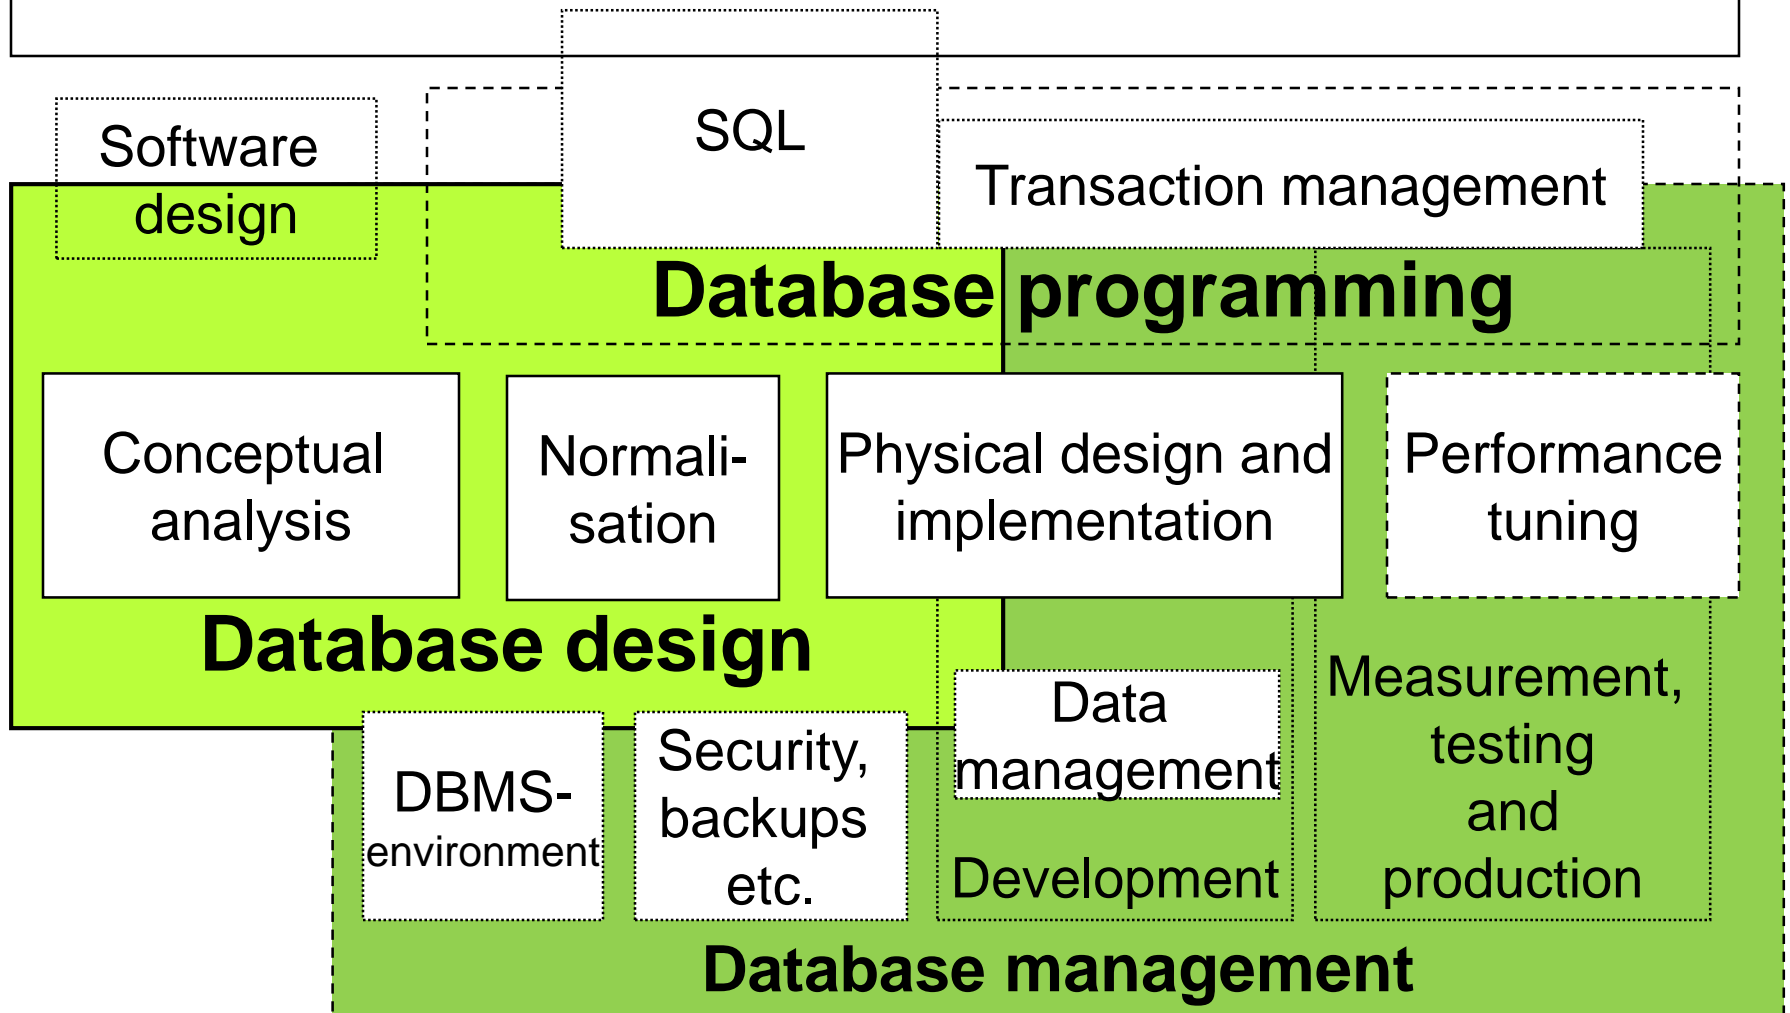 SQL
Software
design
Transaction management
Database programming
Conceptual
analysis
Normali-
sation
Physical design and
implementation
Performance
tuning
Database design
Data
management
Measurement,
testing
and
production
DBMS-
environment
Security,
backups
etc.
Development
Database management